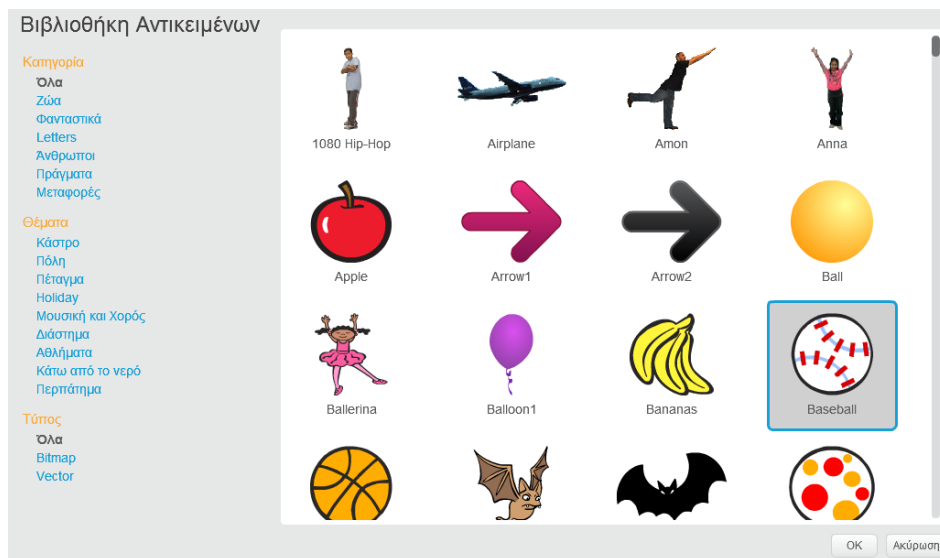 Βιβλιοθήκη Αντικειμένων
Κατηγορία
Όλα
Ζώα
Φανταστικά
Letters
Άνθρωποι
Πράγματα
Μεταφορές
Θέματα
Κάστρο
Πόλη
Πέταγμα
Holiday
Μουσική και Χορός
Διάστημα
Αθλήματα
Κάτω από το νερό
Περπάτημα
Τύπος
Όλα
Bitmap
Vector
1080 Hip-Hop
Airplane
Amon
Anna
Apple
Arrow1
Arrow2
Ball
Ballerina
Balloon1
Bananas
Baseball
OK
Ακύρωση